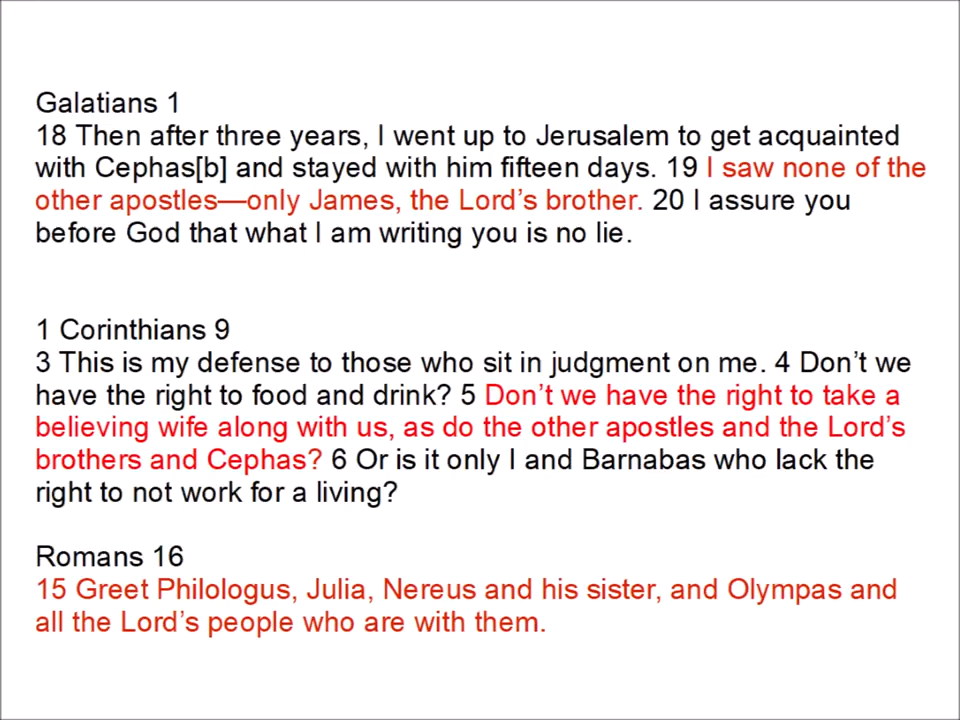 Galatians 1
18 Then after three years, I went up to Jerusalem to get acquainted
with Cephas[b] and stayed with him fifteen days. 19 I saw none of the
other apostles—only James, the Lord’s brother. 20 I assure you
before God that what I am writing you is no lie.
1 Corinthians 9
3 This is my defense to those who sit in judgment on me. 4 Don’t we
have the right to food and drink? 5 Don’t we have the right to take a
believing wife along with us, as do the other apostles and the Lord’s
brothers and Cephas? 6 Or is it only I and Barnabas who lack the
right to not work for a living?
Romans 16
15 Greet Philologus, Julia, Nereus and his sister, and Olympas and
all the Lord’s people who are with them.